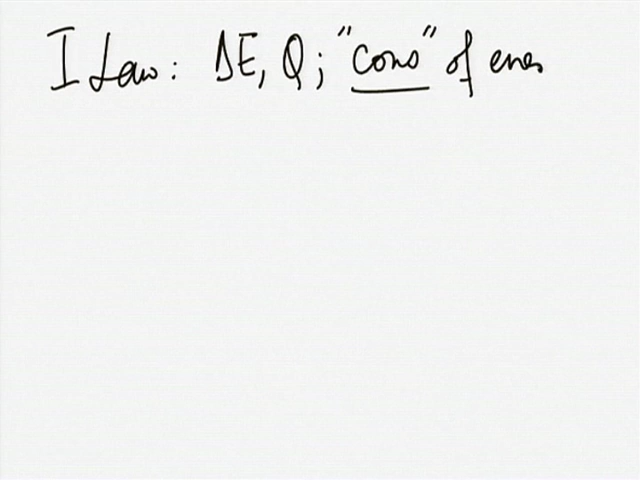 I Law: ΔE, Q; "cons" of ener